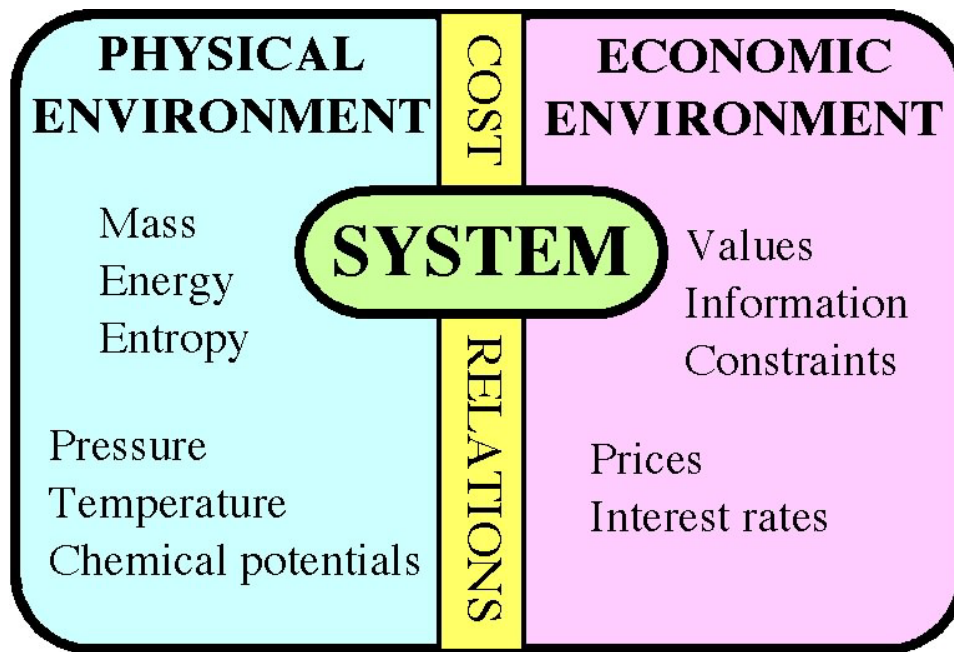 PHYSICAL
ENVIRONMENT
Mass
Energy
Entropy
Pressure
Temperature
Chemical potentials
COST
SYSTEM
RELATIONS
ECONOMIC
ENVIRONMENT
Values
Information
Constraints
Prices
Interest rates